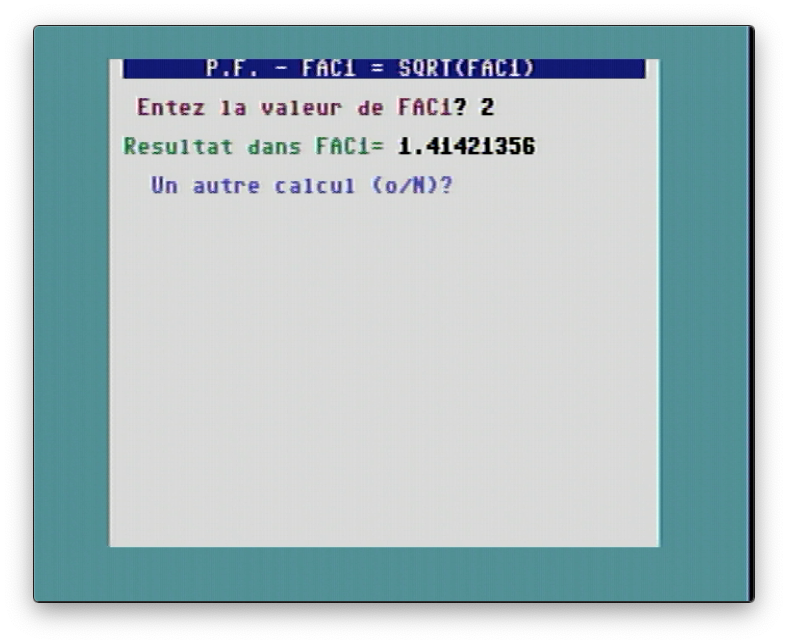 P.F. - FAC1 = SQRT(FAC1)
Entez la valeur de FAC1? 2
Resultat dans FAC1= 1.41421356
Un autre calcul (o/N)?